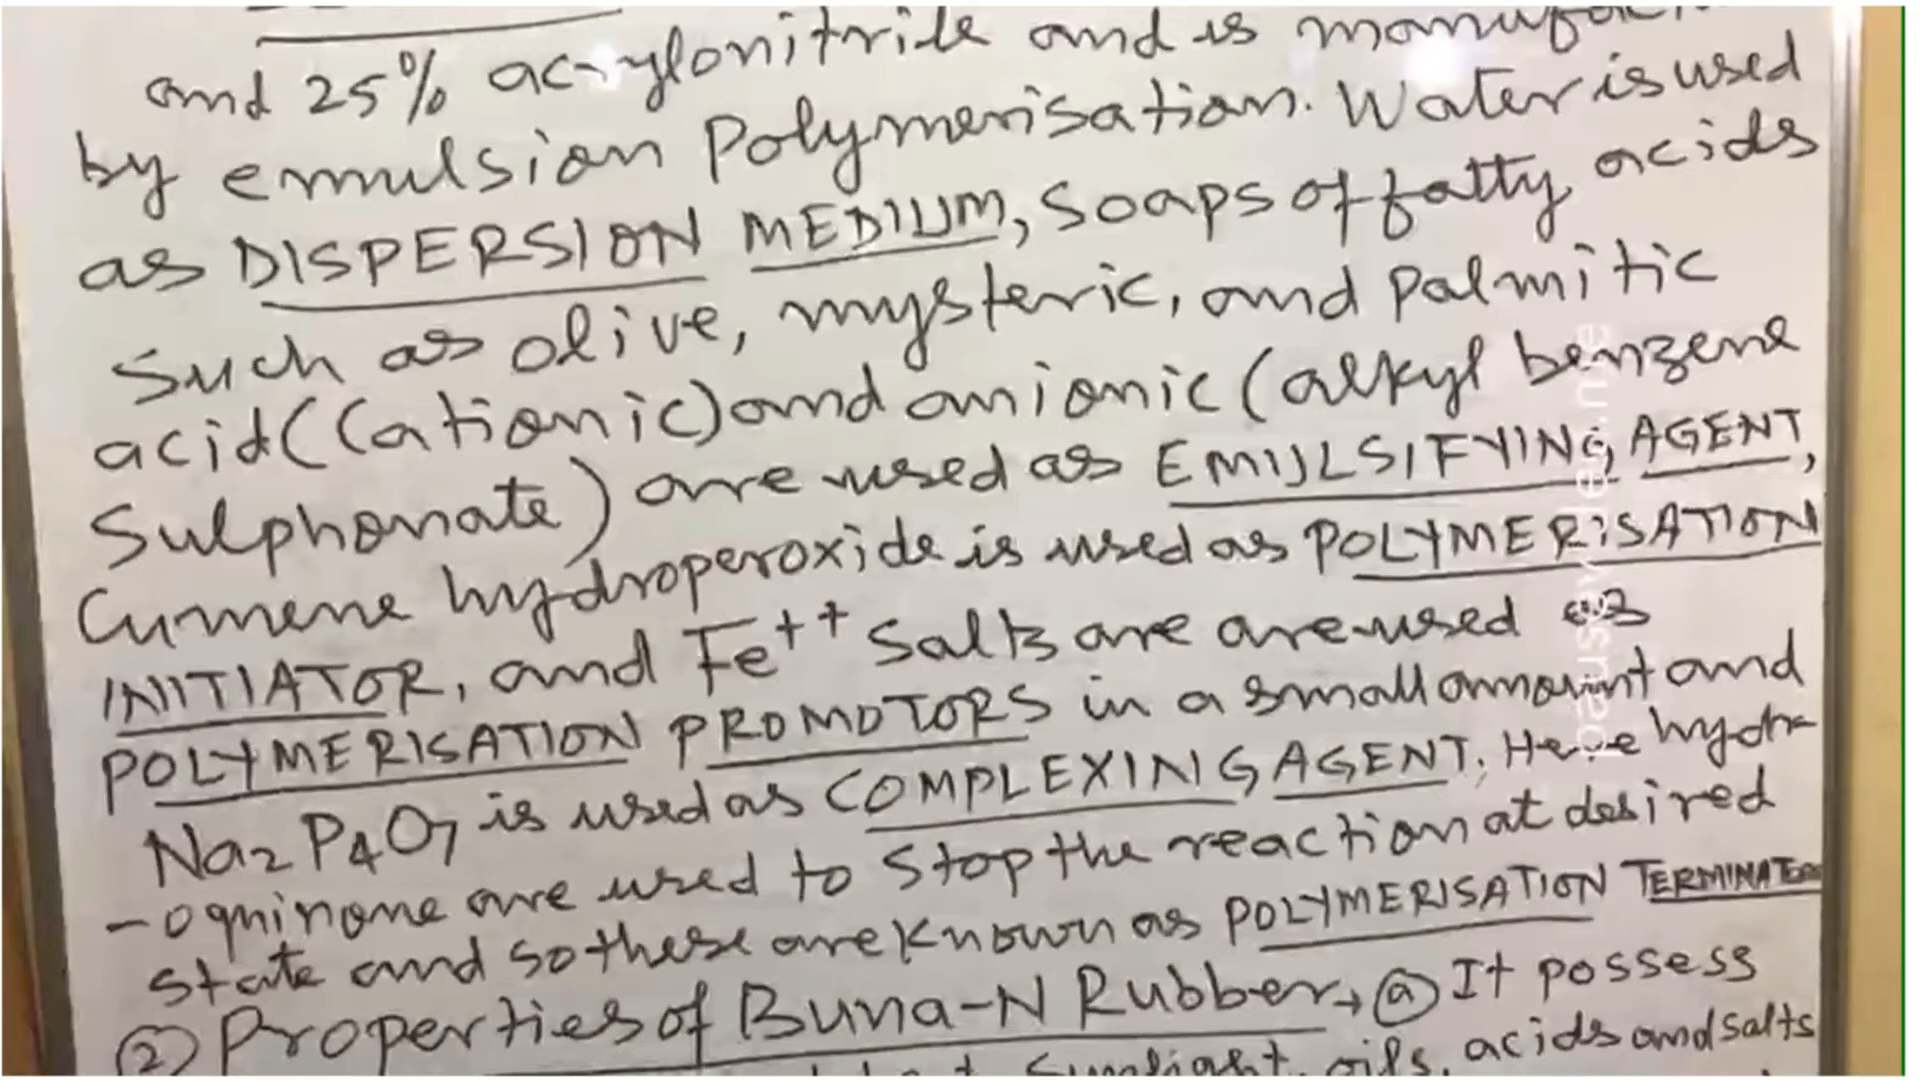 and 25% acrylonitrile and is
by emulsion Polymerisation. Water is used
as DISPERSION MEDIUM, Soaps of fatty acids
Such as olive, mysteric, and Palmitic
acid((Cationic) and anionic (alkyl benzene
Sulphonate) are used as EMULSIFYING AGENT,
Cumene hydroperoxide is used as POLYMERISATION
INITIATOR, and Fe++ Salts are are used as
POLYMERISATION PROMOTORS in a small amount and
Na2P4O7 is used as COMPLEXING AGENT. Here hydr-
-oquinone are used to Stop the reaction at desired
State and so these are known as POLYMERISATION
② Properties of Buna-N Rubber→ ⓐ It possess
Sunlight, oils, acids and salts